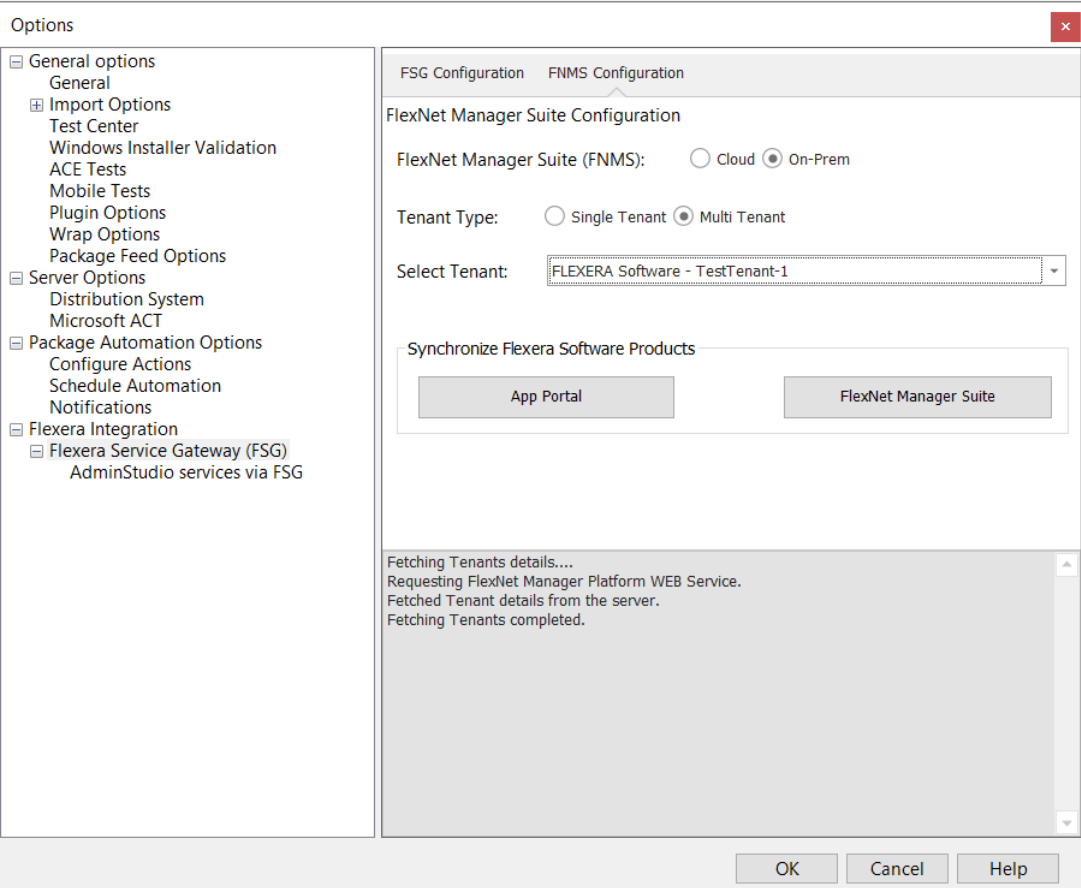 Options
General options
General
Import Options
Test Center
Windows Installer Validation
ACE Tests
Mobile Tests
Plugin Options
Wrap Options
Package Feed Options
Server Options
Distribution System
Microsoft ACT
Package Automation Options
Configure Actions
Schedule Automation
Notifications
Flexera Integration
Flexera Service Gateway (FSG)
AdminStudio services via FSG
FSG Configuration FNMS Configuration
FlexNet Manager Suite Configuration
FlexNet Manager Suite (FNMS): Cloud On-Prem
Tenant Type: Single Tenant Multi Tenant
Select Tenant: FLEXERA Software - TestTenant-1
Synchronize Flexera Software Products
App Portal FlexNet Manager Suite
Fetching Tenants details....
Requesting FlexNet Manager Platform WEB Service.
Fetched Tenant details from the server.
Fetching Tenants completed.
OK Cancel Help